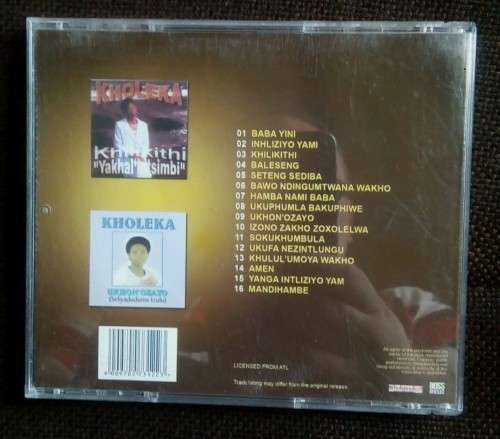 KHOLEKA
Khilikithi
KHOLEKA
UKHON'OZAYO
01 BABA YINI
02 INHLIZIYO YAMI
03 KHILIKITHI
04 BALESENG
05 SETENG SEDIBA
06 BAWO NDINGUMTWANA WAKHO
07 HAMBA NAMI BABA
08 UKUPHUMLA BAKUPHIWE
09 UKHON'OZAYO
10 IZONO ZAKHO ZOXOLELWA
11 SOKUKHUMBULA
12 UKUFA NEZINTLUNGU
13 KHULUL'UMOYA WAKHO
14 AMEN
15 YANGA INTLIZIYO YAM
16 MANDIHAMBE
LICENSED FROM ATL
Track listing may differ from the original release.
BOSS